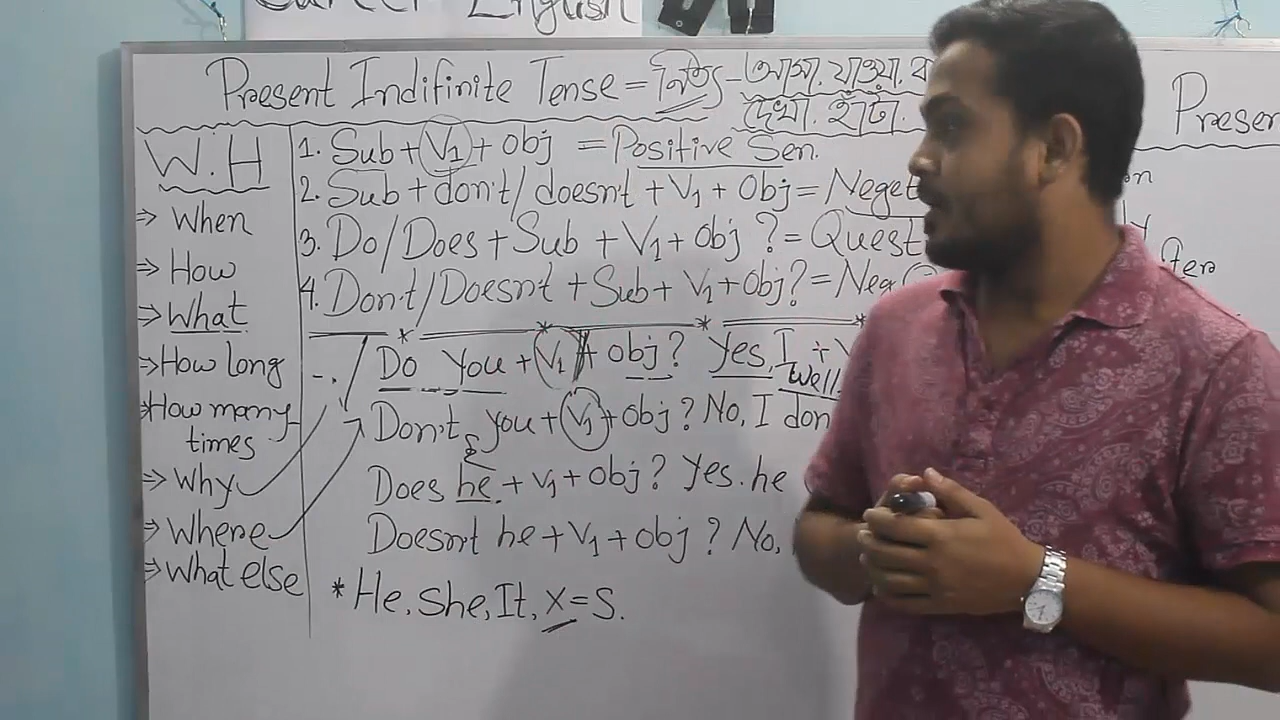 Career English
Present Indifinite Tense = নিত্য - আসা. যাওয়া.
দেখা. হাঁটা.
Presen
W.H
⇒ When
⇒ How
⇒ What
⇒ How long
How many
times
⇒ Why
⇒ Where
⇒ What else
1. Sub + V1 + obj = Positive Sen.
2. Sub + don't / doesn't + V1 + Obj = Neget
3. Do / Does + Sub + V1 + obj ? = Quest
4. Don't / Doesn't + Sub + V1 + obj? = Neg
Do you + V1 + obj? Yes, I +
Well.
Don't you + V1 + obj? No, I don
Does he + V1 + obj? Yes. he
Doesn't he + V1 + obj ? No,
* He, She, It, X = S.